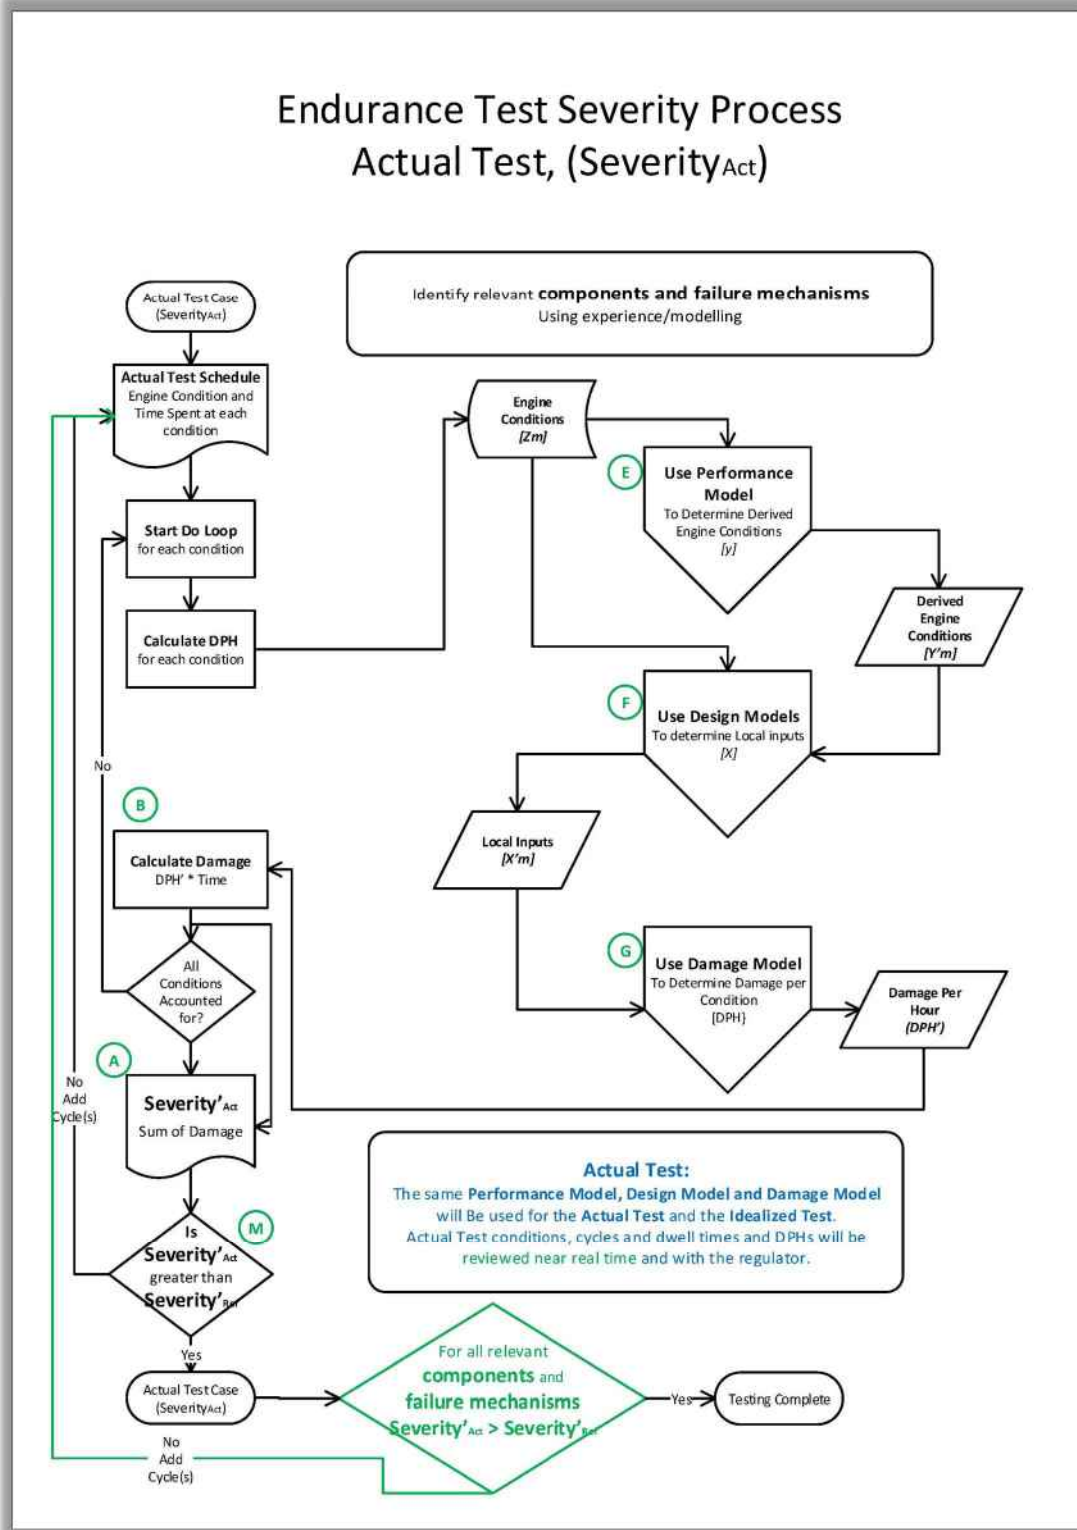 Endurance Test Severity Process
Actual Test, (SeverityAct)
Identify relevant components and failure mechanisms
Using experience/modelling
Actual Test Case
(SeverityAct)
Actual Test Schedule
Engine Condition and
Time Spent at each
condition
Engine
Conditions
[Zm]
E
Use Performance
Model
To Determine Derived
Engine Conditions
[y]
Start Do Loop
for each condition
Derived
Engine
Conditions
[Y'm]
Calculate DPH
for each condition
F
Use Design Models
To determine Local inputs
[X]
No
B
Calculate Damage
DPH' * Time
Local Inputs
[X'm]
G
Use Damage Model
To Determine Damage per
Condition
[DPH}
Damage Per
Hour
(DPH')
All
Conditions
Accounted
for?
A
Severity'Act
Sum of Damage
No
Add
Cycle(s)
Actual Test:
The same Performance Model, Design Model and Damage Model
will Be used for the Actual Test and the Idealized Test.
Actual Test conditions, cycles and dwell times and DPHs will be
reviewed near real time and with the regulator.
M
Is
Severity'Act
greater than
Severity'Ref
Yes
Actual Test Case
(SeverityAct)
For all relevant
components and
failure mechanisms
Severity'Act > Severity'Ref
Yes
Testing Complete
No
Add
Cycle(s)